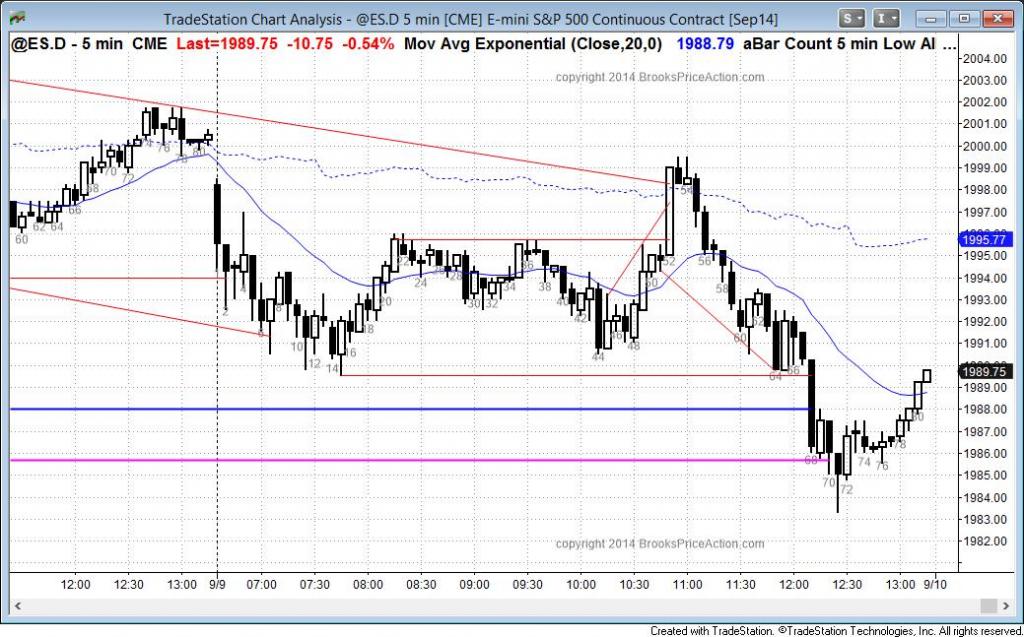 TradeStation Chart Analysis - @ES.D 5 min [CME] E-mini S&P 500 Continuous Contract [Sep14]
S I
@ES.D - 5 min CME Last=1989.75 -10.75 -0.54% Mov Avg Exponential (Close,20,0) 1988.79 aBar Count 5 min Low Al ...
copyright 2014 BrooksPriceAction.com
2004.00
2003.00
2002.00
2001.00
2000.00
1999.00
1998.00
1997.00
1995.77
1995.00
1994.00
1993.00
1992.00
1991.00
1989.75
1989.00
1988.00
1987.00
1986.00
1985.00
1984.00
1983.00
1982.00
60 62 64 66 68 70 72 74 76 78 80
2 4 6 8 10 12 14 16 18 20 22 24 26 28 30 32 34 36 38 40 42 44 46 48 50 52 54 56 58 60 62 64 66 68 70 72 74 76 78 80
copyright 2014 BrooksPriceAction.com
12:00 12:30 13:00 9/9 07:00 07:30 08:00 08:30 09:00 09:30 10:00 10:30 11:00 11:30 12:00 12:30 13:00 9/10
Created with TradeStation. ©TradeStation Technologies, Inc. All rights reserved.